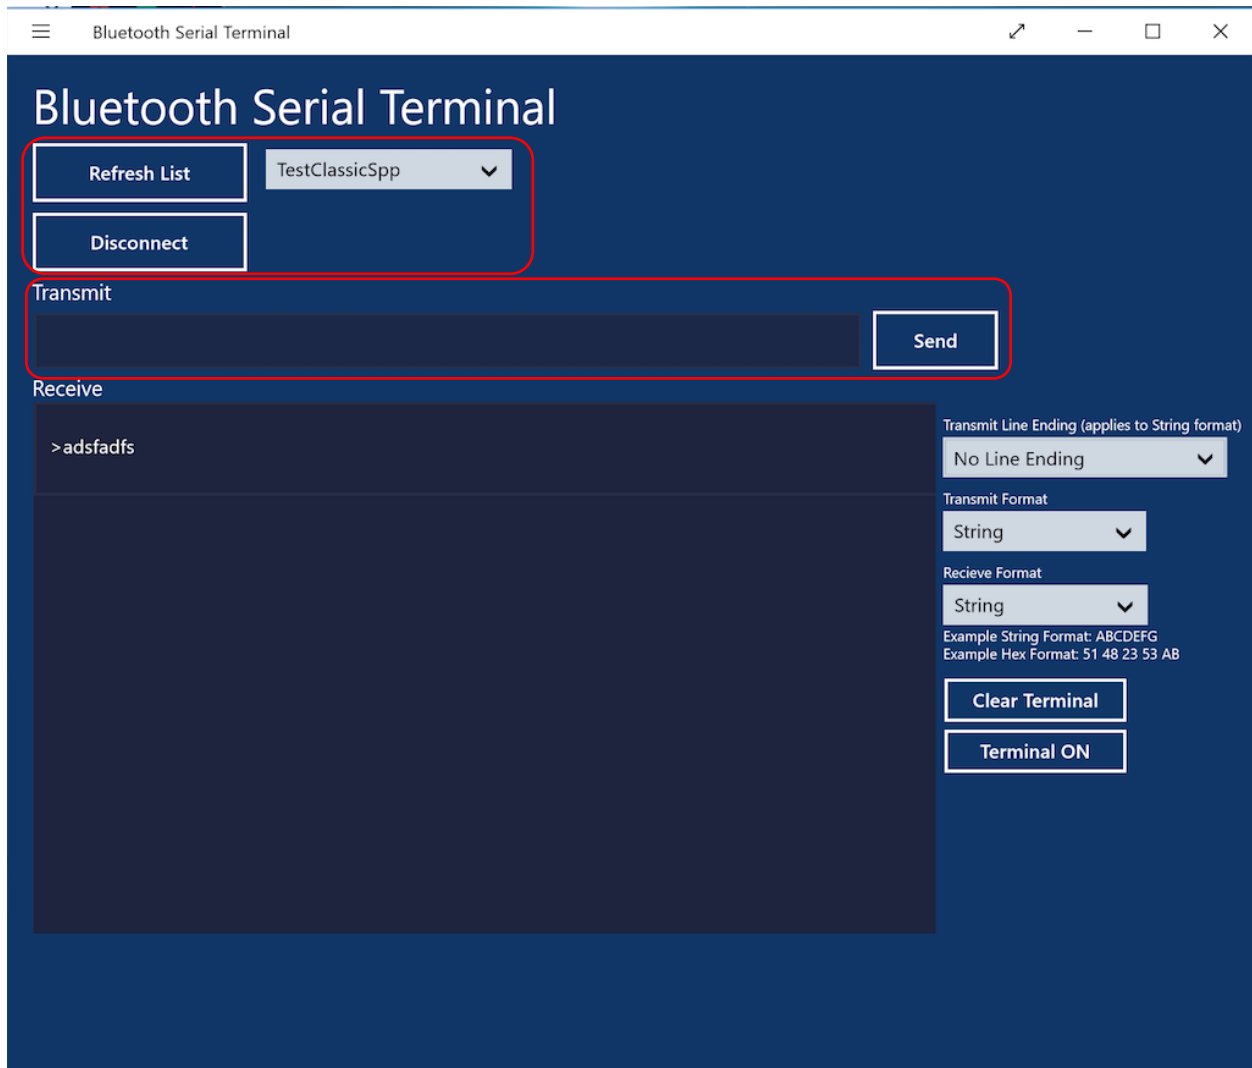 Bluetooth Serial Terminal
Bluetooth Serial Terminal
Refresh List
TestClassicSpp
Disconnect
Transmit
Send
Receive
>adsfadfs
Transmit Line Ending (applies to String format)
No Line Ending
Transmit Format
String
Recieve Format
String
Example String Format: ABCDEFG
Example Hex Format: 51 48 23 53 AB
Clear Terminal
Terminal ON